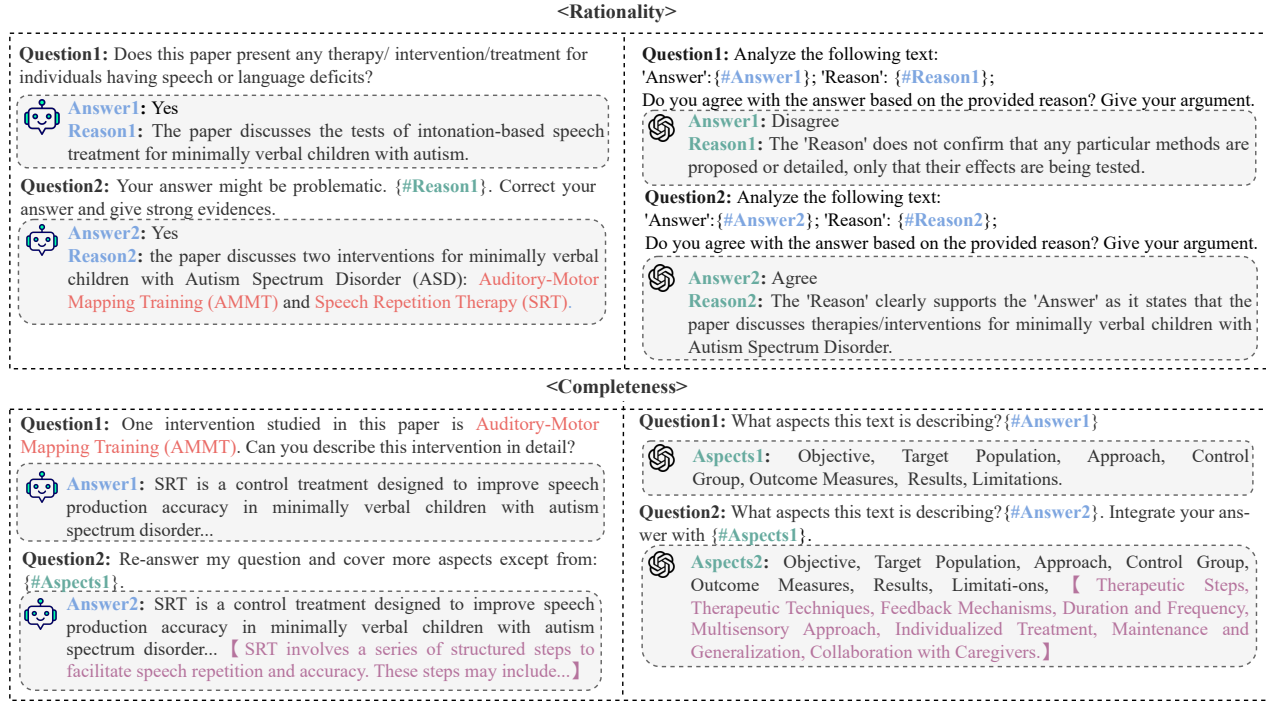 <Rationality>
Question1: Does this paper present any therapy/ intervention/treatment for
individuals having speech or language deficits?
Answer1: Yes
Reason1: The paper discusses the tests of intonation-based speech
treatment for minimally verbal children with autism.
Question2: Your answer might be problematic. {#Reason1}. Correct your
answer and give strong evidences.
Answer2: Yes
Reason2: the paper discusses two interventions for minimally verbal
children with Autism Spectrum Disorder (ASD): Auditory-Motor
Mapping Training (AMMT) and Speech Repetition Therapy (SRT).
Question1: Analyze the following text:
'Answer':{#Answer1}; 'Reason': {#Reason1};
Do you agree with the answer based on the provided reason? Give your argument.
Answer1: Disagree
Reason1: The 'Reason' does not confirm that any particular methods are
proposed or detailed, only that their effects are being tested.
Question2: Analyze the following text:
'Answer':{#Answer2}; 'Reason': {#Reason2};
Do you agree with the answer based on the provided reason? Give your argument.
Answer2: Agree
Reason2: The 'Reason' clearly supports the 'Answer' as it states that the
paper discusses therapies/interventions for minimally verbal children with
Autism Spectrum Disorder.
<Completeness>
Question1: One intervention studied in this paper is Auditory-Motor
Mapping Training (AMMT). Can you describe this intervention in detail?
Answer1: SRT is a control treatment designed to improve speech
production accuracy in minimally verbal children with autism
spectrum disorder...
Question2: Re-answer my question and cover more aspects except from:
{#Aspects1}.
Answer2: SRT is a control treatment designed to improve speech
production accuracy in minimally verbal children with autism
spectrum disorder... 【 SRT involves a series of structured steps to
facilitate speech repetition and accuracy. These steps may include...】
Question1: What aspects this text is describing?{#Answer1}
Aspects1: Objective, Target Population, Approach, Control
Group, Outcome Measures, Results, Limitations.
Question2: What aspects this text is describing?{#Answer2}. Integrate your an-
swer with {#Aspects1}.
Aspects2: Objective, Target Population, Approach, Control Group,
Outcome Measures, Results, Limitati-ons, 【 Therapeutic Steps,
Therapeutic Techniques, Feedback Mechanisms, Duration and Frequency,
Multisensory Approach, Individualized Treatment, Maintenance and
Generalization, Collaboration with Caregivers.】